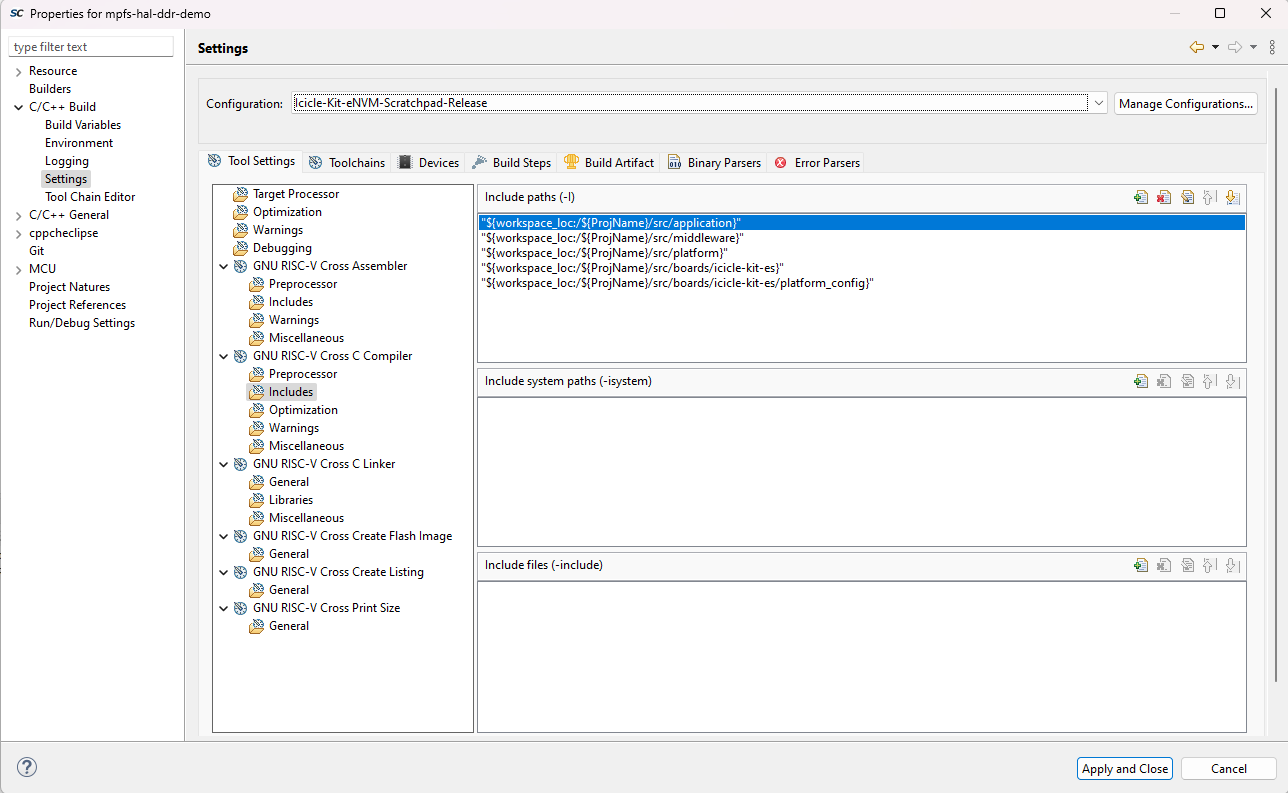 SC Properties for mpfs-hal-ddr-demo
type filter text
Resource
Builders
C/C++ Build
Build Variables
Environment
Logging
Settings
Tool Chain Editor
C/C++ General
cppcheclipse
Git
MCU
Project Natures
Project References
Run/Debug Settings
Settings
Configuration: Icicle-Kit-eNVM-Scratchpad-Release Manage Configurations...
Tool Settings Toolchains Devices Build Steps Build Artifact Binary Parsers Error Parsers
Target Processor
Optimization
Warnings
Debugging
GNU RISC-V Cross Assembler
Preprocessor
Includes
Warnings
Miscellaneous
GNU RISC-V Cross C Compiler
Preprocessor
Includes
Optimization
Warnings
Miscellaneous
GNU RISC-V Cross C Linker
General
Libraries
Miscellaneous
GNU RISC-V Cross Create Flash Image
General
GNU RISC-V Cross Create Listing
General
GNU RISC-V Cross Print Size
General
Include paths (-I)
"${workspace_loc:/${ProjName}/src/application}"
"${workspace_loc:/${ProjName}/src/middleware}"
"${workspace_loc:/${ProjName}/src/platform}"
"${workspace_loc:/${ProjName}/src/boards/icicle-kit-es}"
"${workspace_loc:/${ProjName}/src/boards/icicle-kit-es/platform_config}"
Include system paths (-isystem)
Include files (-include)
Apply and Close Cancel